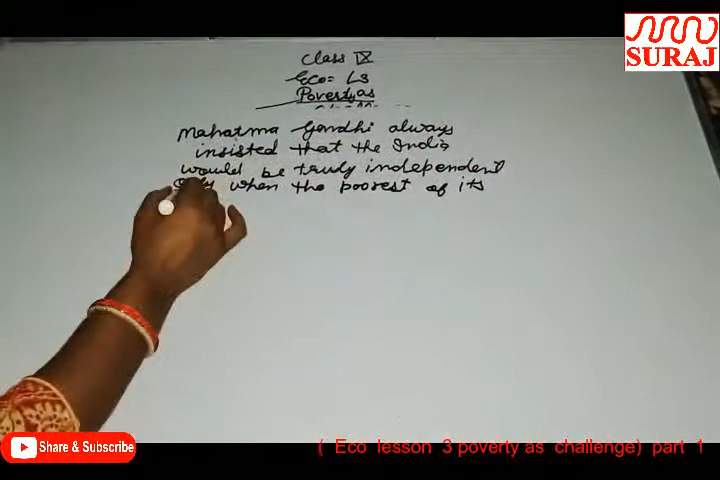 SURAJ
Class IX
Eco= L3
Poverty as
Mahatma Gandhi always
insisted that the India
would be truly independent
when the poorest of its
Share & Subscribe
( Eco lesson 3 poverty as challenge) part 1